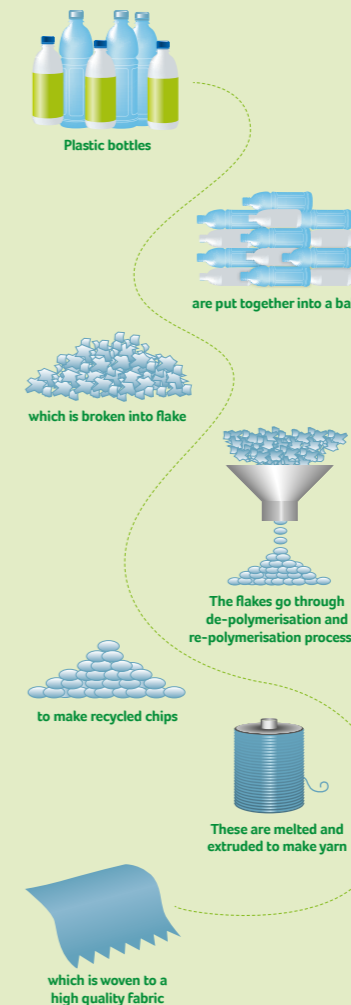 Plastic bottles
are put together into a
which is broken into flake
The flakes go through
de-polymerisation and
re-polymerisation process
to make recycled chips
These are melted and
extruded to make yarn
which is woven to a
high quality fabric